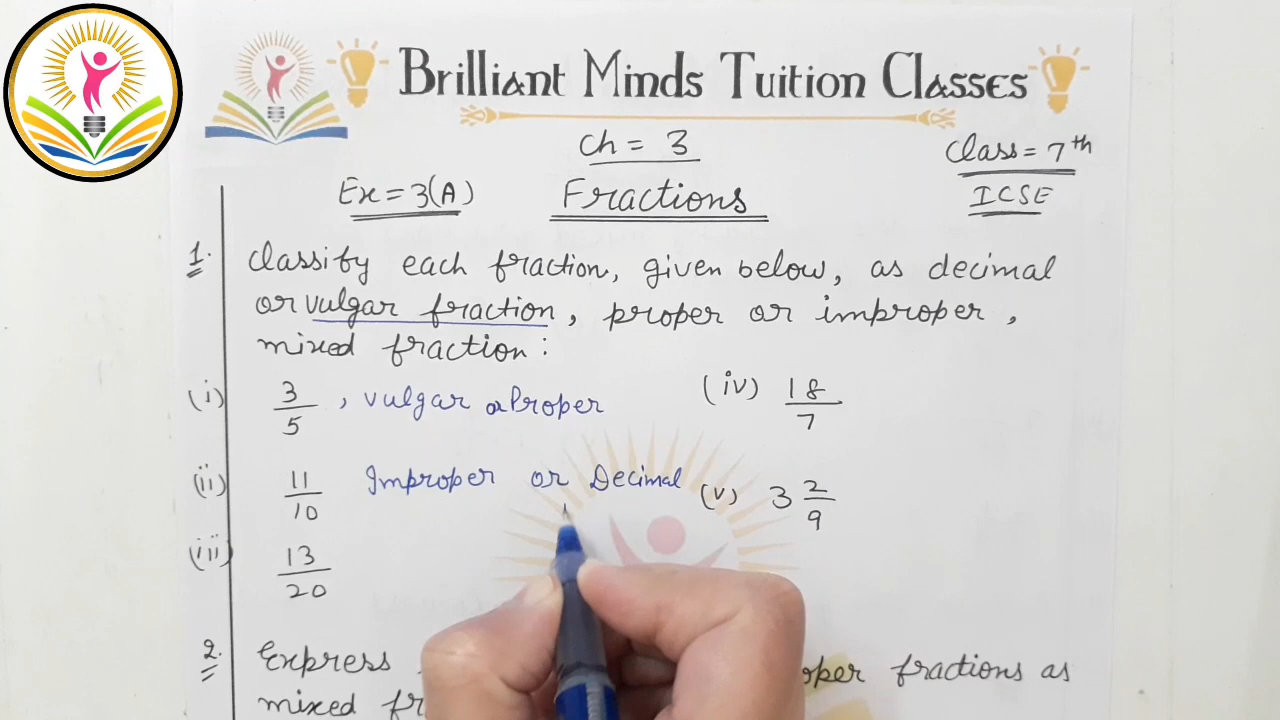 Brilliant Minds Tuition Classes
Ch = 3
Class = 7th
Ex = 3(A)
Fractions
ICSE
1. Classify each fraction, given below, as decimal
or vulgar fraction, proper or improper,
mixed fraction:
(i) 3/5, vulgar or Proper
(iv) 18/7
(ii) 11/10 Improper or Decimal
(v) 3 2/9
(iii) 13/20
2. Express oper fractions as
mixed fr